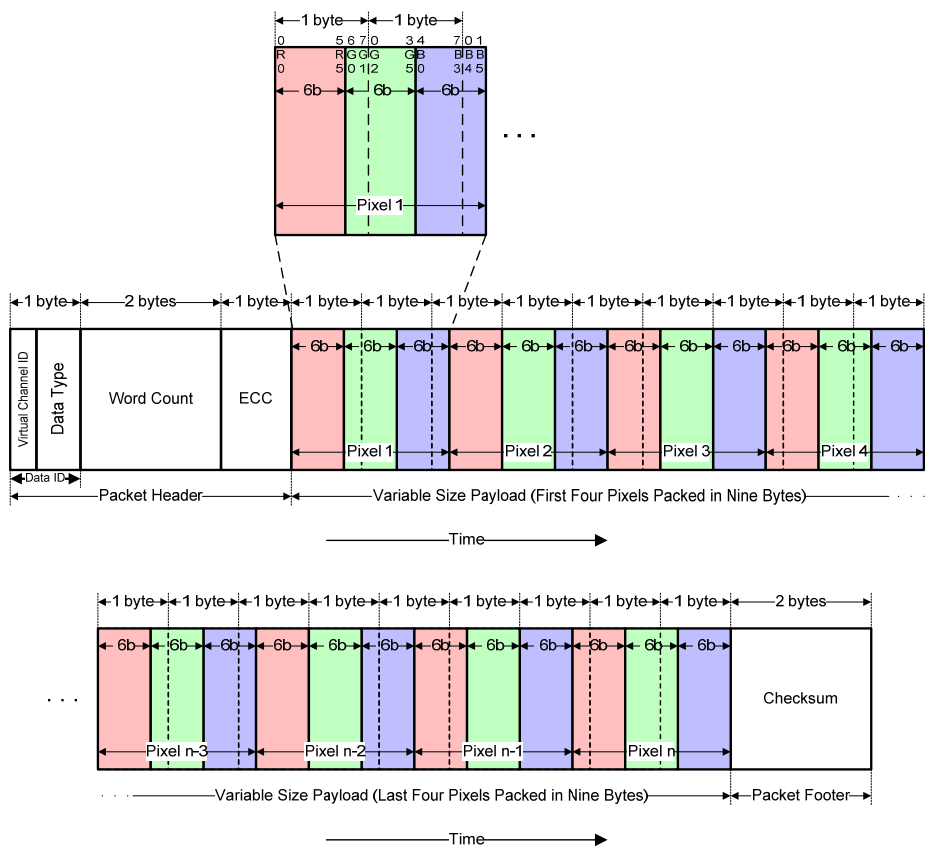 1 byte 1 byte
0 5 6 7 0 3 4 7 0 1
R R G G G G B B B B
0 5 0 1 2 5 0 3 4 5
6b 6b 6b
Pixel 1
. . .
1 byte 2 bytes 1 byte 1 byte 1 byte 1 byte 1 byte 1 byte 1 byte 1 byte 1 byte 1 byte
Virtual Channel ID
Data Type
Word Count
ECC
6b 6b 6b 6b 6b 6b 6b 6b 6b 6b 6b 6b
Pixel 1 Pixel 2 Pixel 3 Pixel 4
Data ID
Packet Header
Variable Size Payload (First Four Pixels Packed in Nine Bytes)
Time
1 byte 1 byte 1 byte 1 byte 1 byte 1 byte 1 byte 1 byte 1 byte 2 bytes
6b 6b 6b 6b 6b 6b 6b 6b 6b 6b 6b 6b
. . .
Checksum
Pixel n-3 Pixel n-2 Pixel n-1 Pixel n
Variable Size Payload (Last Four Pixels Packed in Nine Bytes)
Packet Footer
Time